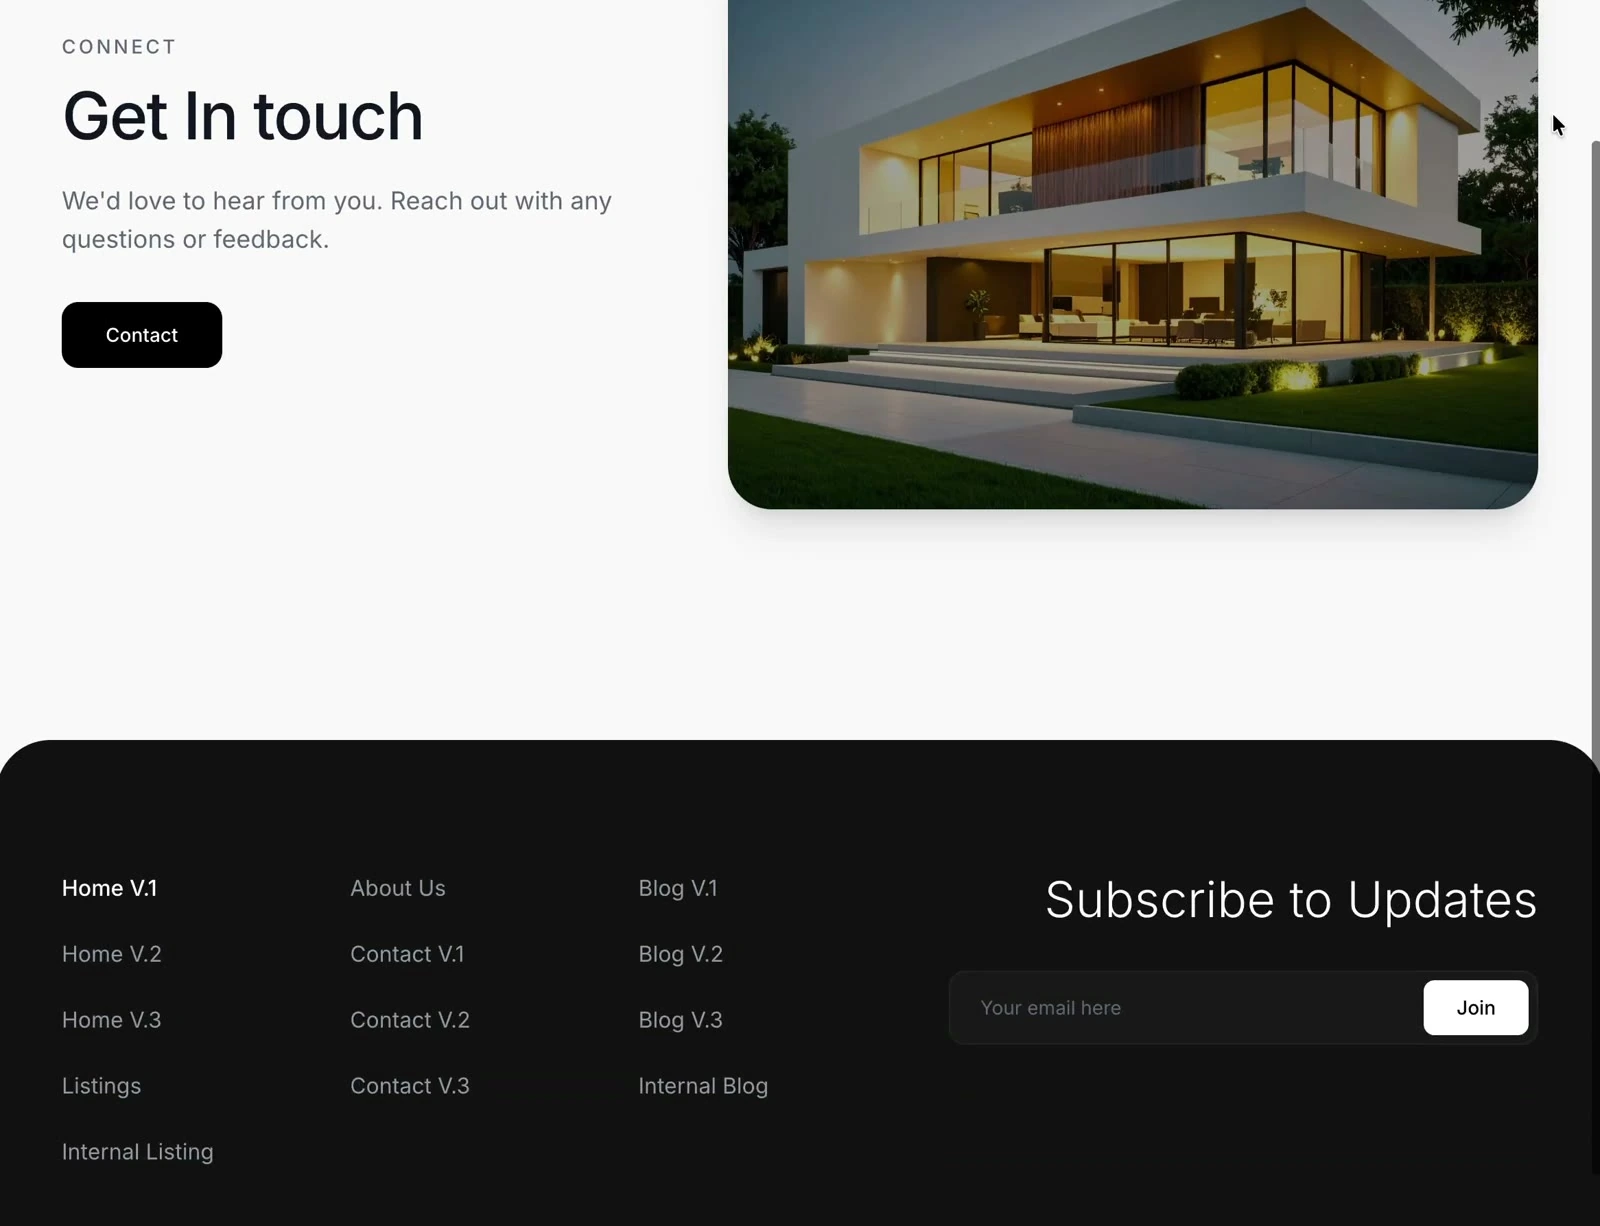 CONNECT
Get In touch
We'd love to hear from you. Reach out with any
questions or feedback.
Contact
Home V.1
Home V.2
Home V.3
Listings
Internal Listing
About Us
Contact V.1
Contact V.2
Contact V.3
Blog V.1
Blog V.2
Blog V.3
Internal Blog
Subscribe to Updates
Your email here
Join